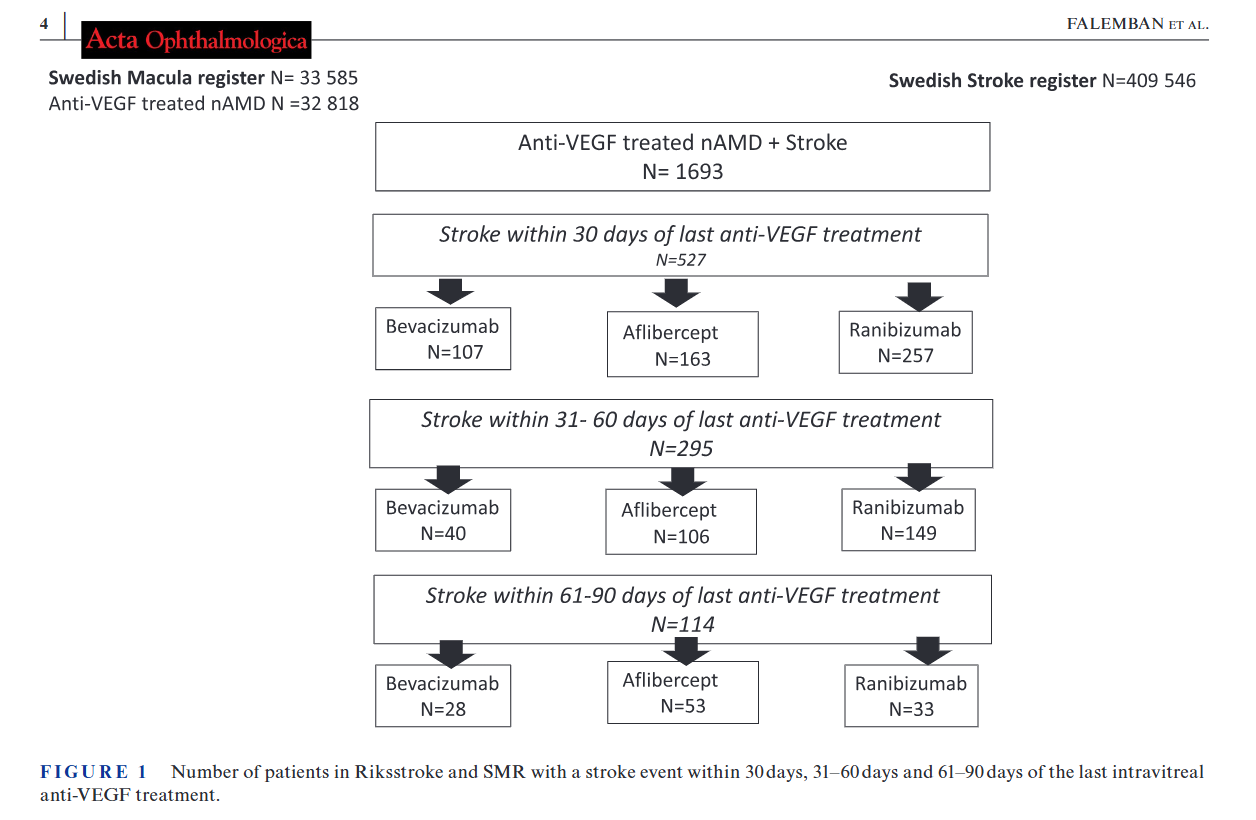 4
Acta Ophthalmologica
FALEMBAN ET AL.
Swedish Macula register N= 33 585
Anti-VEGF treated nAMD N =32 818
Swedish Stroke register N=409 546
Anti-VEGF treated nAMD + Stroke
N= 1693
Stroke within 30 days of last anti-VEGF treatment
N=527
Bevacizumab
N=107
Aflibercept
N=163
Ranibizumab
N=257
Stroke within 31- 60 days of last anti-VEGF treatment
N=295
Bevacizumab
N=40
Aflibercept
N=106
Ranibizumab
N=149
Stroke within 61-90 days of last anti-VEGF treatment
N=114
Bevacizumab
N=28
Aflibercept
N=53
Ranibizumab
N=33
FIGURE 1 Number of patients in Riksstroke and SMR with a stroke event within 30 days, 31–60 days and 61–90 days of the last intravitreal
anti-VEGF treatment.